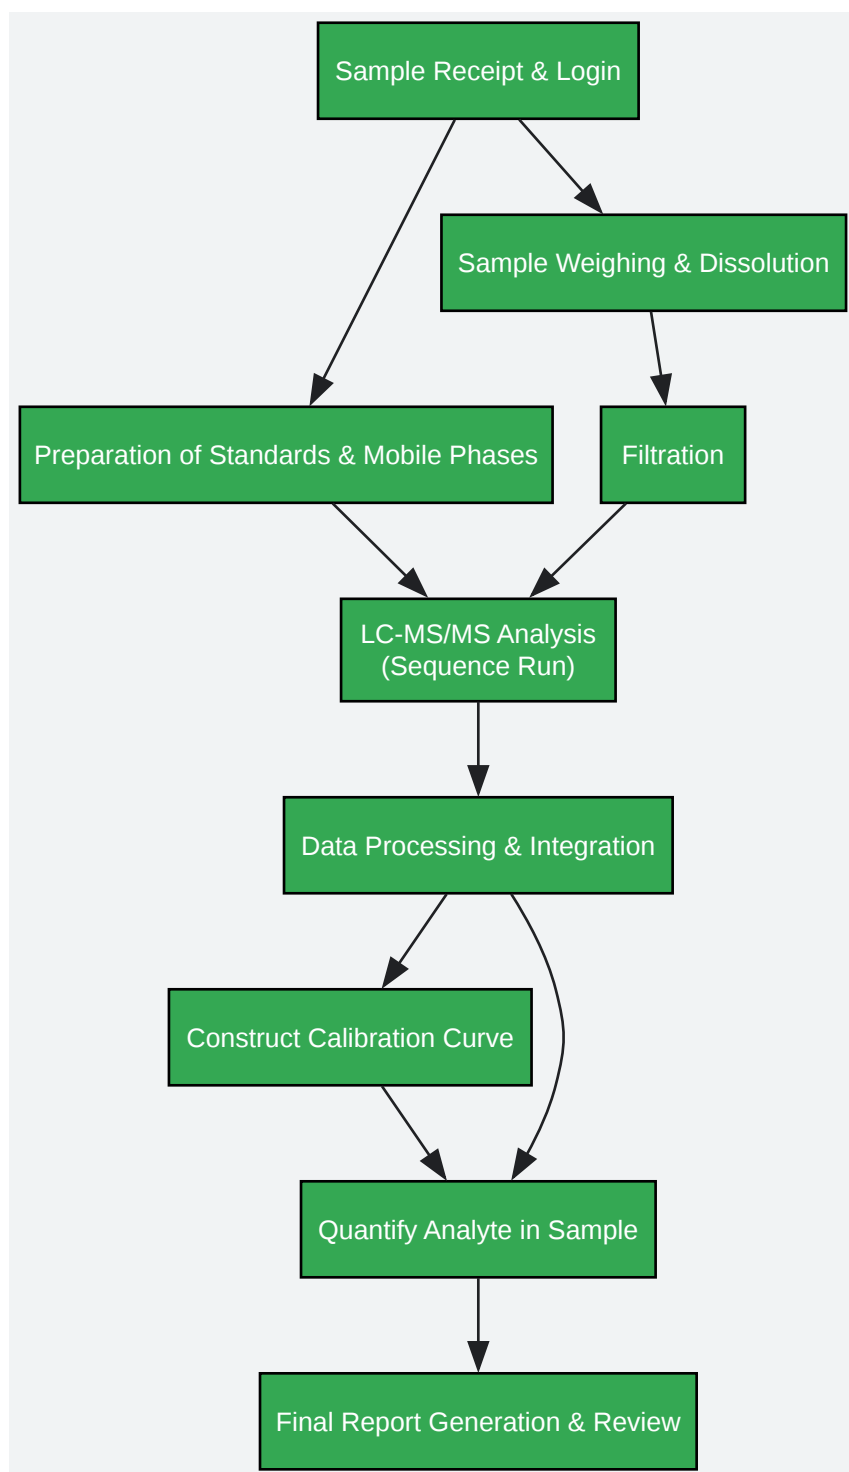 Sample Receipt & Login
Sample Weighing & Dissolution
Preparation of Standards & Mobile Phases
Filtration
LC-MS/MS Analysis
(Sequence Run)
Data Processing & Integration
Construct Calibration Curve
Quantify Analyte in Sample
Final Report Generation & Review